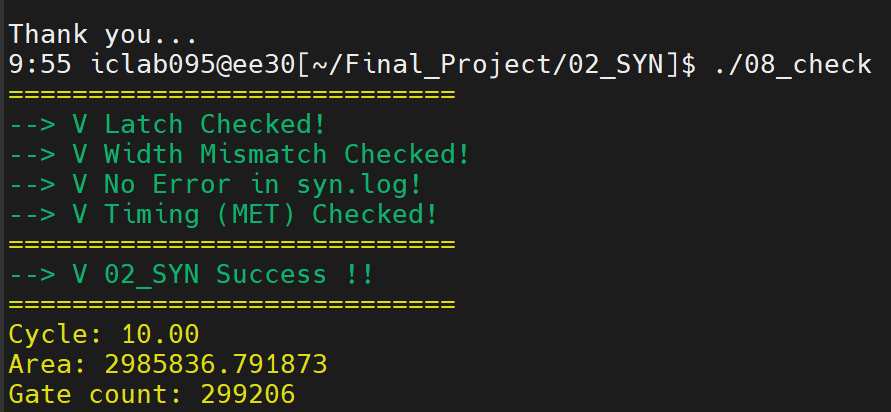 Thank you...
9:55 iclab095@ee30[~/Final_Project/02_SYN]$ ./08_check
============================
--> V Latch Checked!
--> V Width Mismatch Checked!
--> V No Error in syn.log!
--> V Timing (MET) Checked!
============================
--> V 02_SYN Success !!
============================
Cycle: 10.00
Area: 2985836.791873
Gate count: 299206